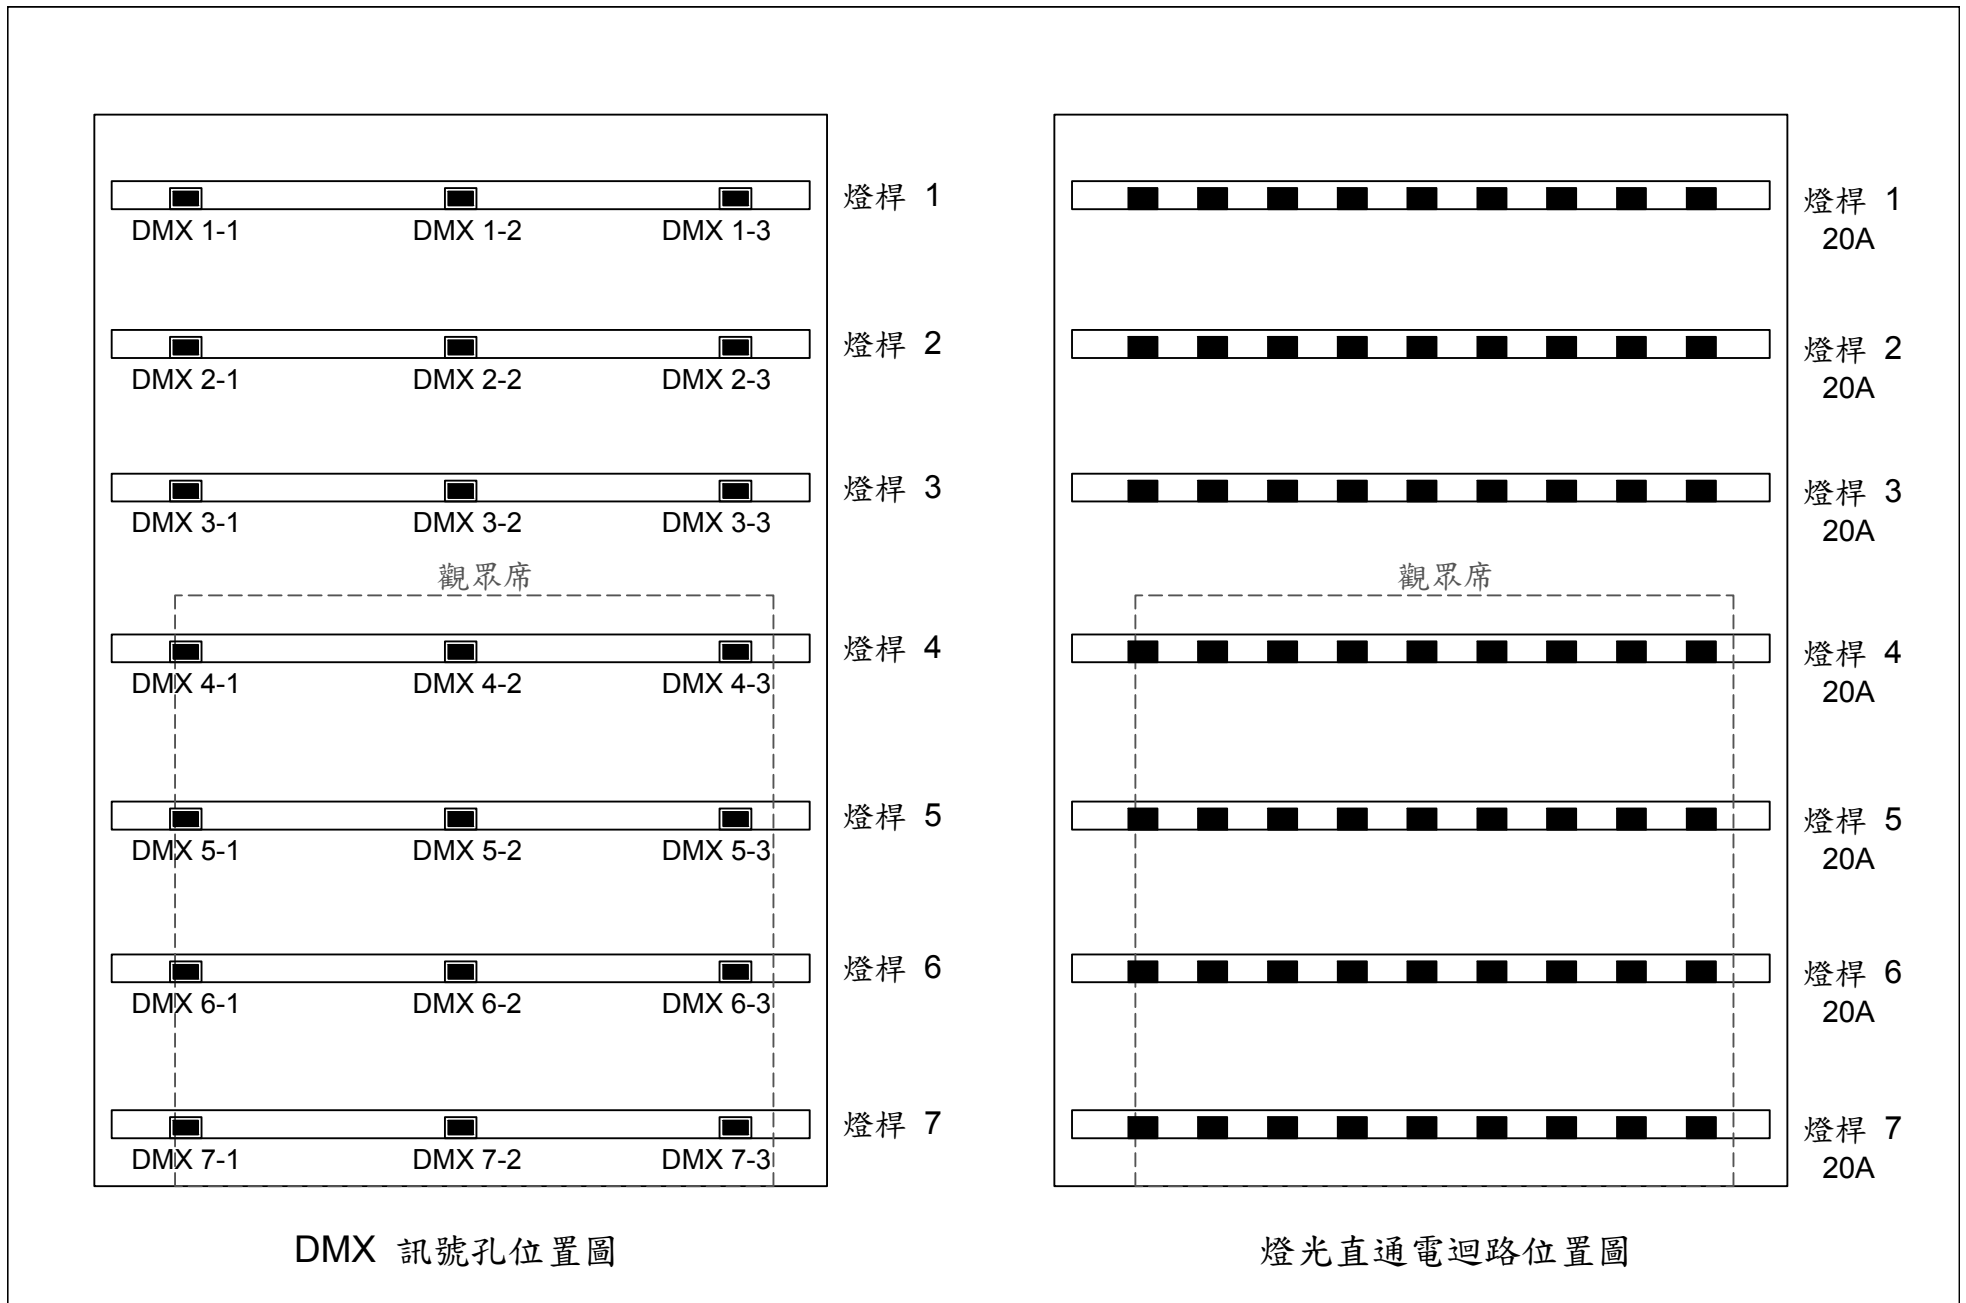 燈桿 1
DMX 1-1 DMX 1-2 DMX 1-3
燈桿 2
DMX 2-1 DMX 2-2 DMX 2-3
燈桿 3
DMX 3-1 DMX 3-2 DMX 3-3
觀眾席
燈桿 4
DMX 4-1 DMX 4-2 DMX 4-3
燈桿 5
DMX 5-1 DMX 5-2 DMX 5-3
燈桿 6
DMX 6-1 DMX 6-2 DMX 6-3
燈桿 7
DMX 7-1 DMX 7-2 DMX 7-3
DMX 訊號孔位置圖
燈桿 1
20A
燈桿 2
20A
燈桿 3
20A
觀眾席
燈桿 4
20A
燈桿 5
20A
燈桿 6
20A
燈桿 7
20A
燈光直通電迴路位置圖